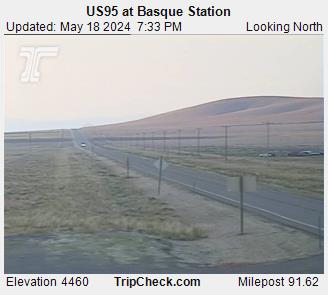 US95 at Basque Station
Updated: May 18 2024 7:33 PM Looking North
Elevation 4460 TripCheck.com Milepost 91.62